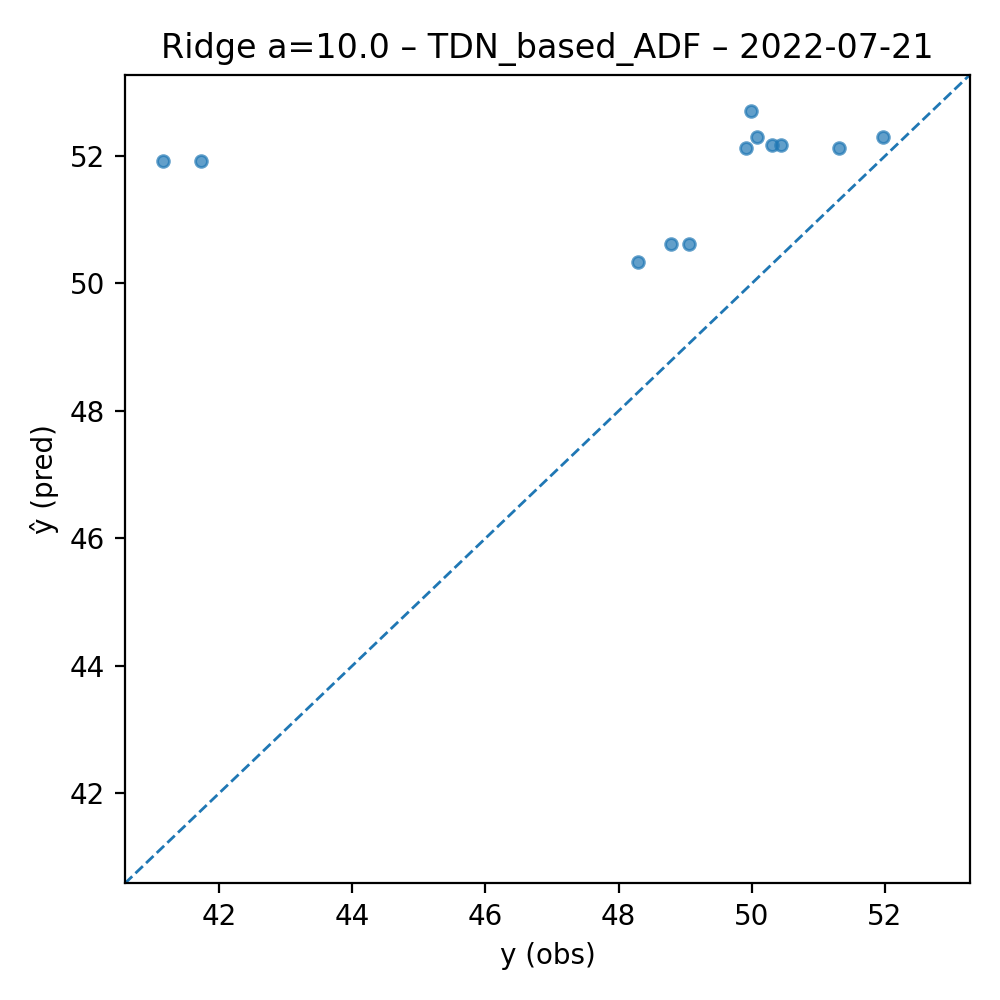 Ridge a=10.0 – TDN_based_ADF – 2022-07-21
52
50
48
46
44
42
ŷ (pred)
42 44 46 48 50 52
y (obs)